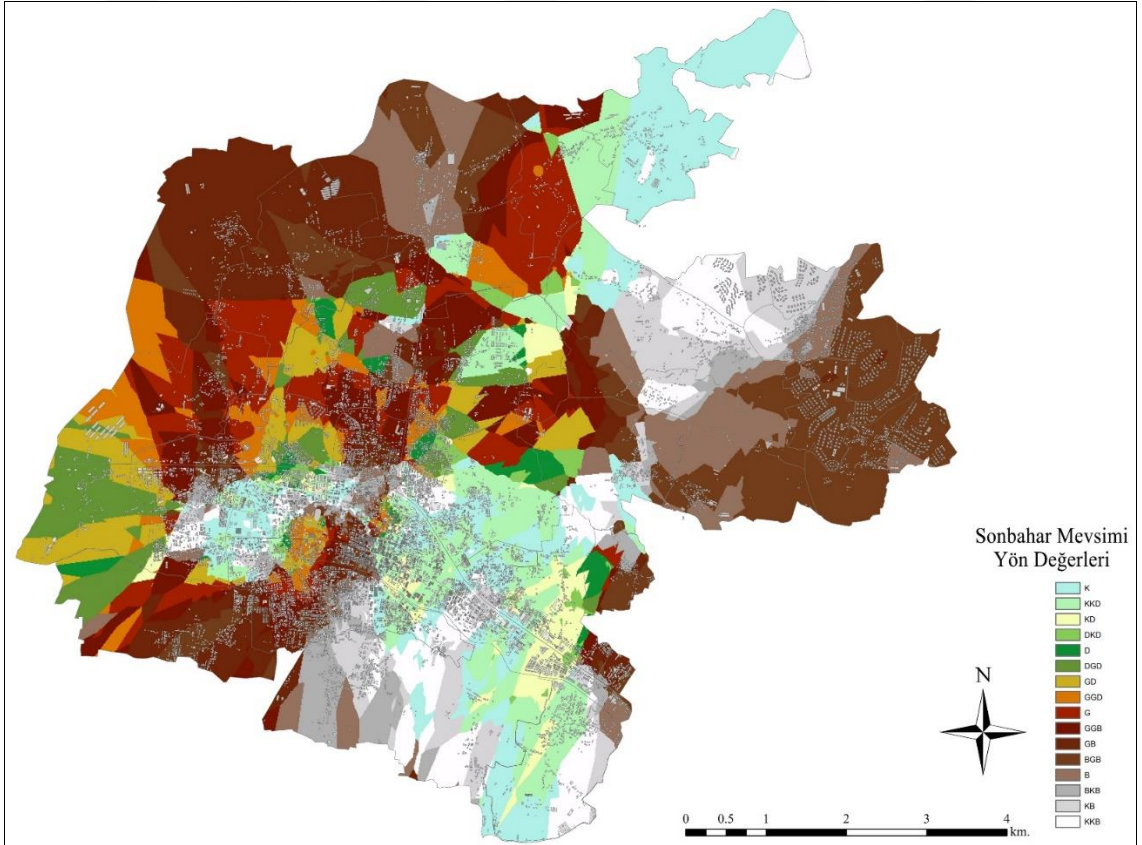 Sonbahar Mevsimi
Yön Değerleri
K
KKD
KD
DKD
D
DGD
GD
GGD
G
GGB
GB
BGB
B
BKB
KB
KKB
N
0 0.5 1 2 3 4
km.